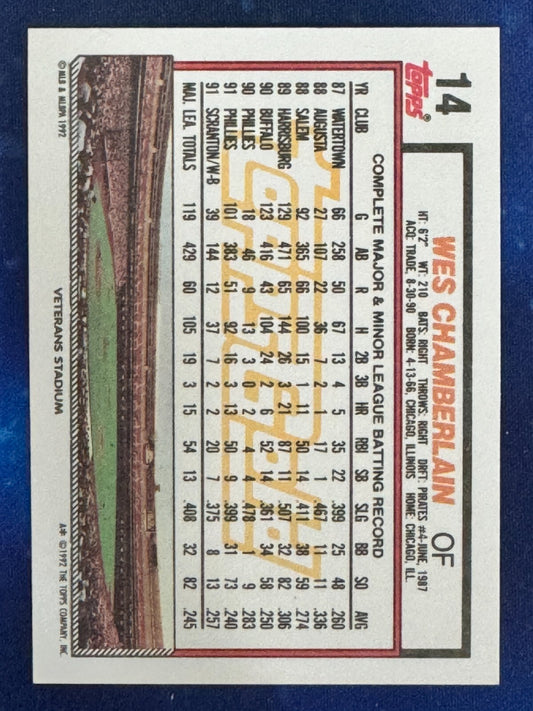 14
TOPPS®
WES CHAMBERLAIN OF
HT: 6'2" WT: 210 BATS: RIGHT THROWS: RIGHT DRFT: PIRATES #4-JUNE, 1987
ACQ: TRADE, 8-30-90 BORN: 4-13-66, CHICAGO, ILLINOIS HOME: CHICAGO, ILL.
COMPLETE MAJOR & MINOR LEAGUE BATTING RECORD
YR CLUB G AB R H 2B 3B HR RBI SB SLG BB SO AVG
87 WATERTOWN 66 258 50 67 13 4 5 35 22 .399 25 48 .260
88 AUGUSTA 27 107 22 36 7 2 1 17 1 .467 11 11 .336
88 SALEM 92 365 66 100 15 1 11 50 14 .411 38 59 .274
89 HARRISBURG 129 471 65 144 26 3 21 87 11 .507 32 82 .306
90 BUFFALO 123 416 43 104 24 2 6 52 14 .361 34 58 .250
90 PHILLIES 18 46 9 13 3 0 2 4 4 .478 1 9 .283
91 PHILLIES 101 383 51 92 16 3 13 50 9 .399 31 73 .240
91 SCRANTON/W-B 39 144 12 37 7 2 2 20 7 .375 8 13 .257
MAJ. LEA. TOTALS 119 429 60 105 19 3 15 54 13 .408 32 82 .245
ToppsGold
VETERANS STADIUM
© MLB & MLBPA 1992
A* © 1992 THE TOPPS COMPANY, INC.